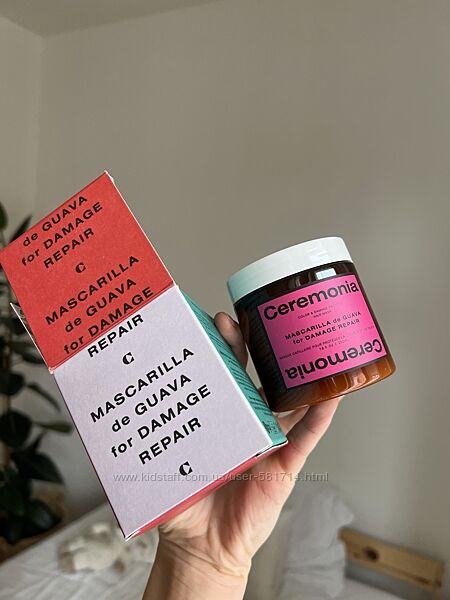 de GUAVA
for DAMAGE
REPAIR
C
MASCARILLA
de GUAVA
for DAMAGE
REPAIR
C
MASCARILLA
de GUAVA
for DAMAGE
REPAIR
C
Ceremonia
MASCARILLA de GUAVA
for DAMAGE REPAIR
Ceremonia
www.kidstaff.com.ua/user-581714.html